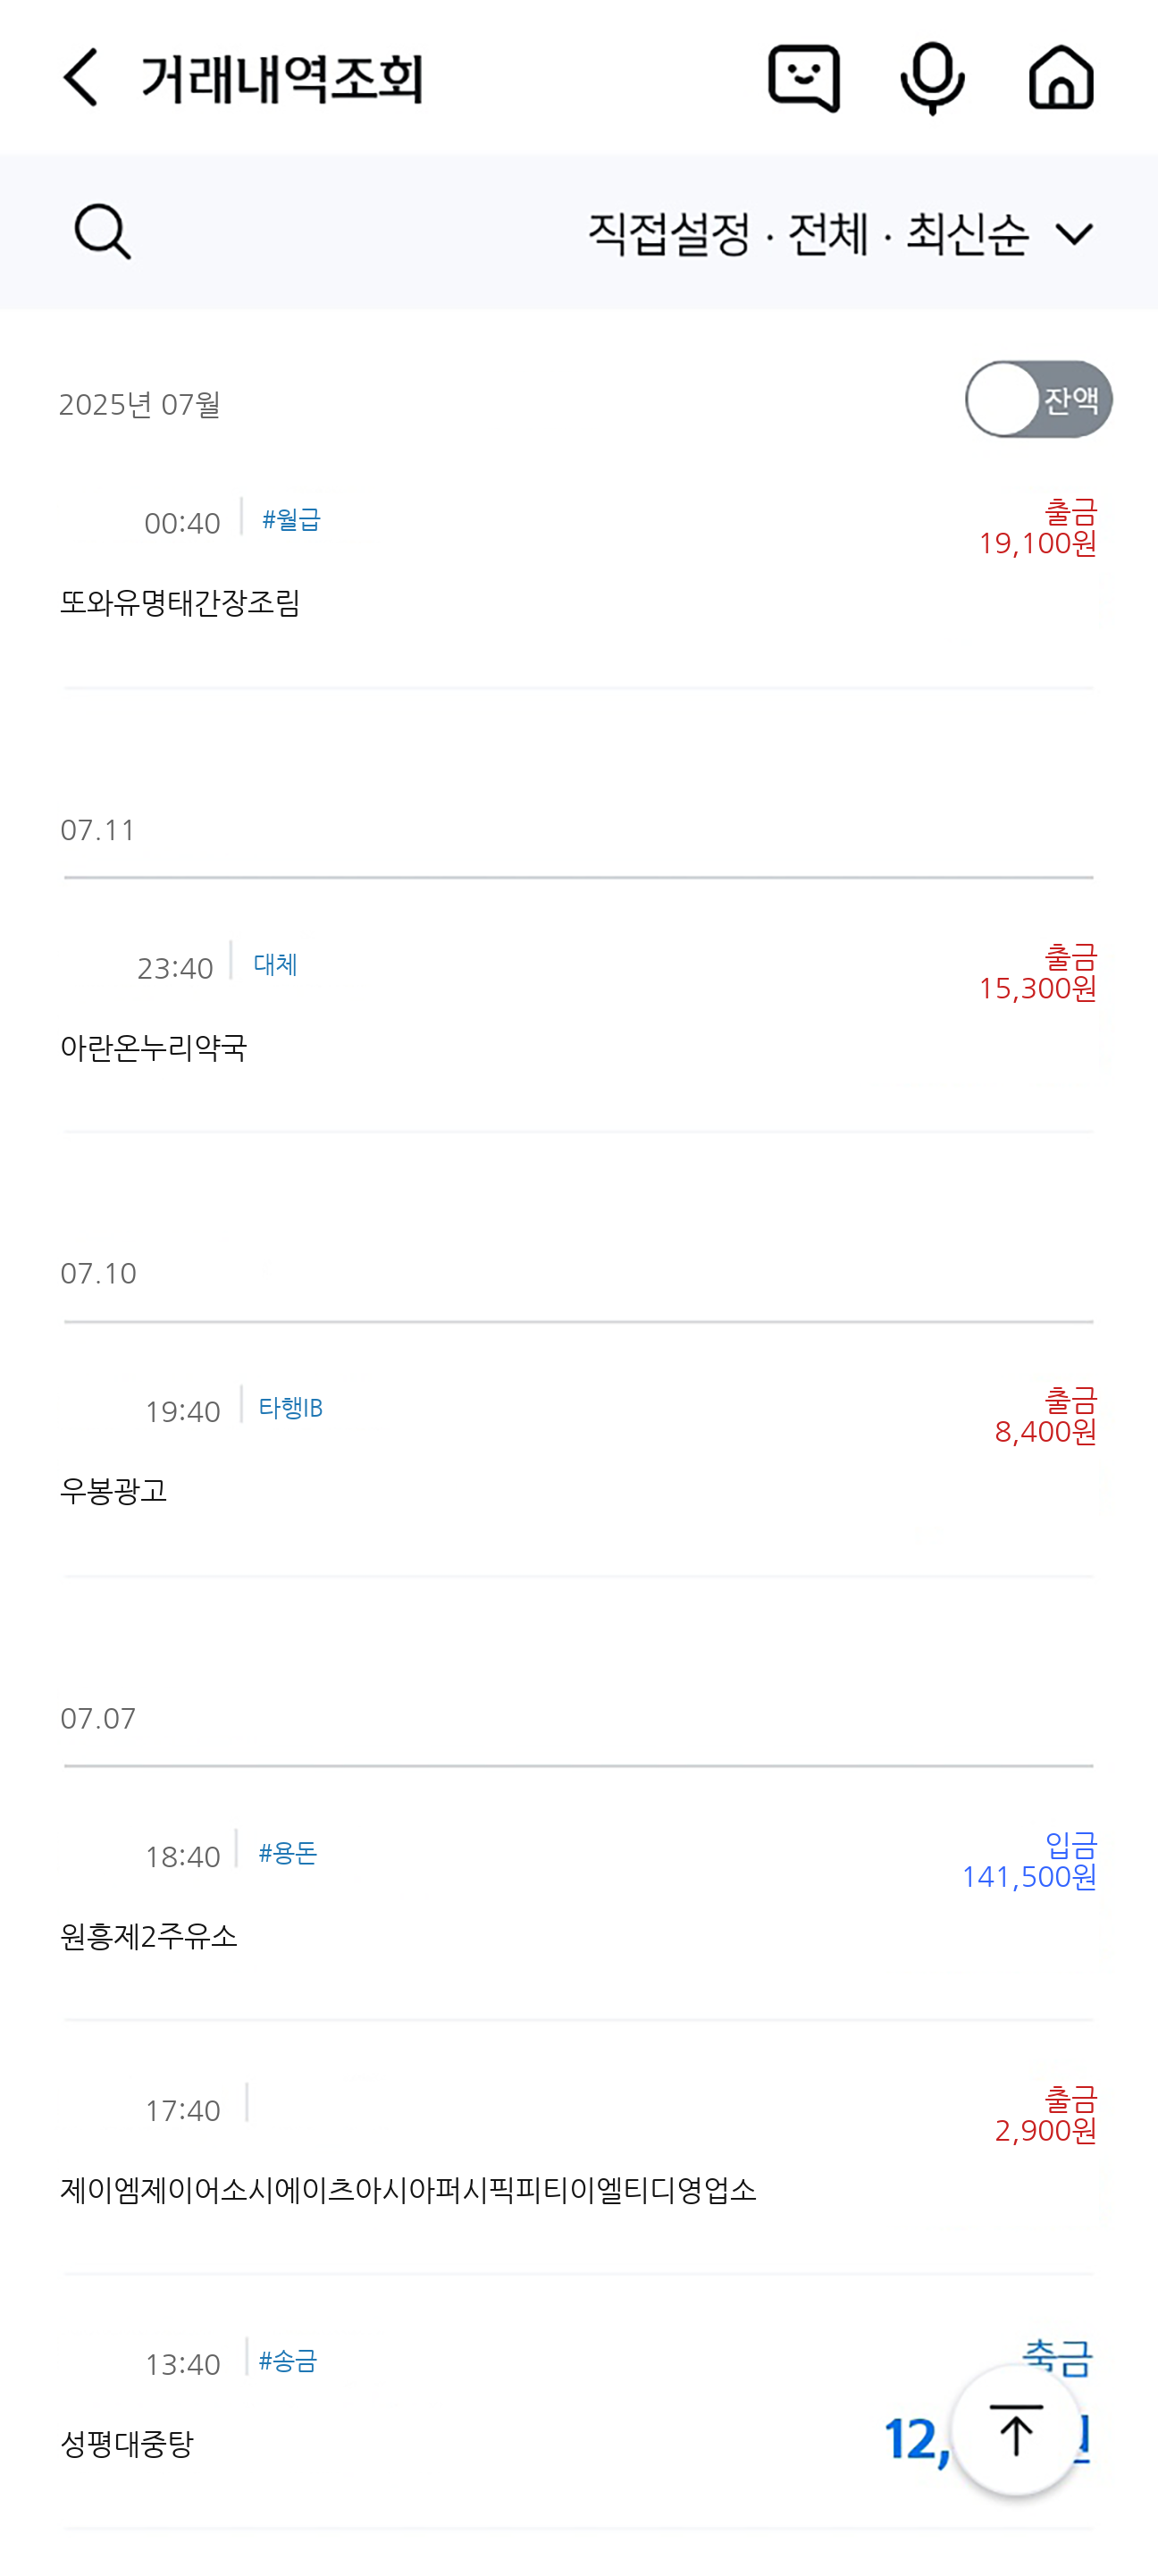 거래내역조회
직접설정 · 전체 · 최신순
2025년 07월
잔액
00:40 #월급
출금
19,100원
또와유명태간장조림
07.11
23:40 대체
출금
15,300원
아란온누리약국
07.10
19:40 타행IB
출금
8,400원
우봉광고
07.07
18:40 #용돈
입금
141,500원
원흥제2주유소
17:40
출금
2,900원
제이엠제이어소시에이츠아시아퍼시픽피티이엘티디영업소
13:40 #송금
12,
성평대중탕